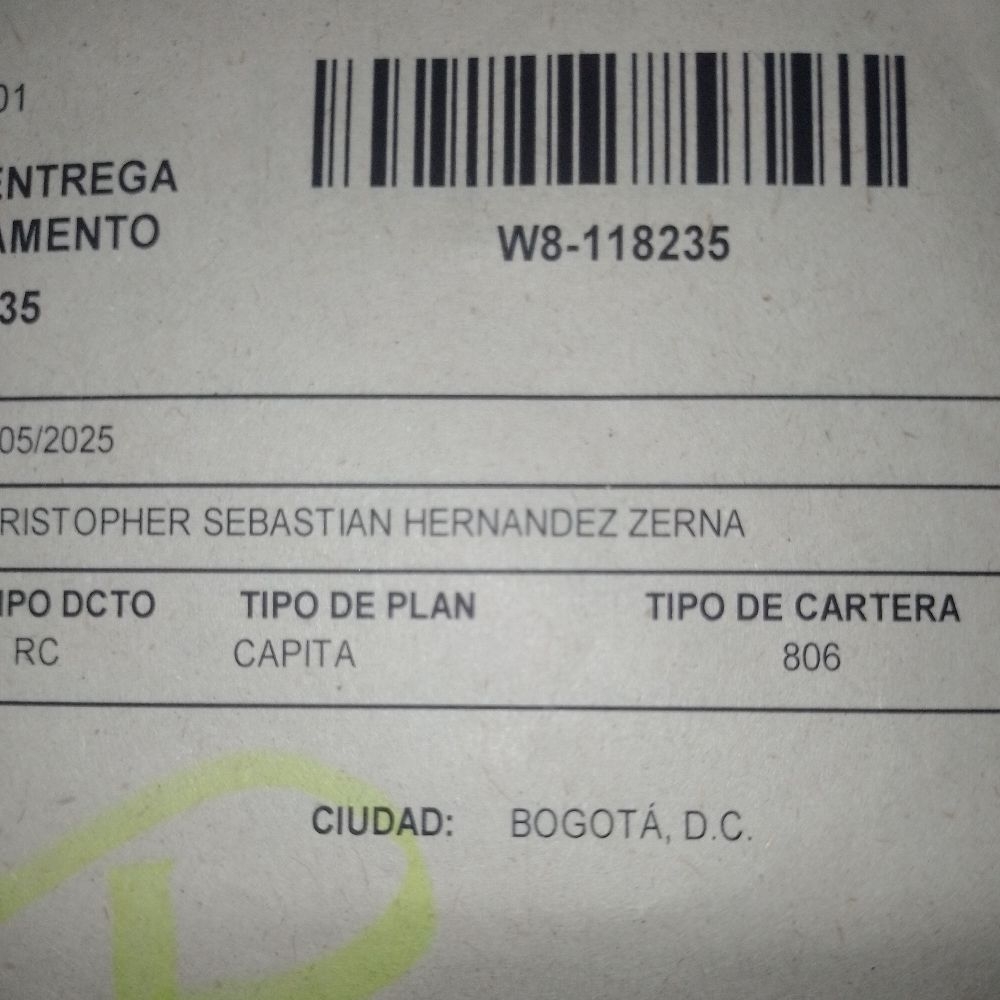 01
ENTREGA
AMENTO
W8-118235
35
05/2025
RISTOPHER SEBASTIAN HERNANDEZ ZERNA
IPO DCTO TIPO DE PLAN TIPO DE CARTERA
RC CAPITA 806
CIUDAD: BOGOTÁ, D.C.